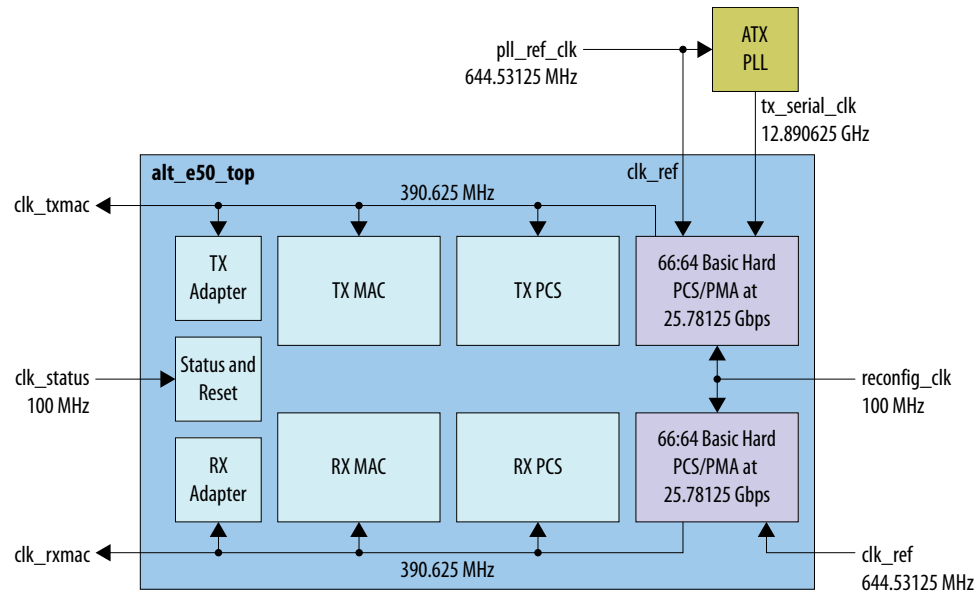 ATX
PLL
pll_ref_clk
644.53125 MHz
tx_serial_clk
12.890625 GHz
alt_e50_top
clk_ref
clk_txmac
390.625 MHz
TX
Adapter
TX MAC
TX PCS
66:64 Basic Hard
PCS/PMA at
25.78125 Gbps
clk_status
100 MHz
Status and
Reset
reconfig_clk
100 MHz
RX
Adapter
RX MAC
RX PCS
66:64 Basic Hard
PCS/PMA at
25.78125 Gbps
clk_rxmac
390.625 MHz
clk_ref
644.53125 MHz